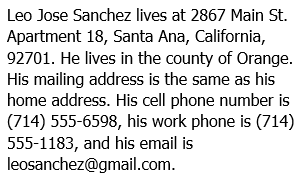 Leo Jose Sanchez lives at 2867 Main St.
Apartment 18, Santa Ana, California,
92701. He lives in the county of Orange.
His mailing address is the same as his
home address. His cell phone number is
(714) 555-6598, his work phone is (714)
555-1183, and his email is
leosanchez@gmail.com.